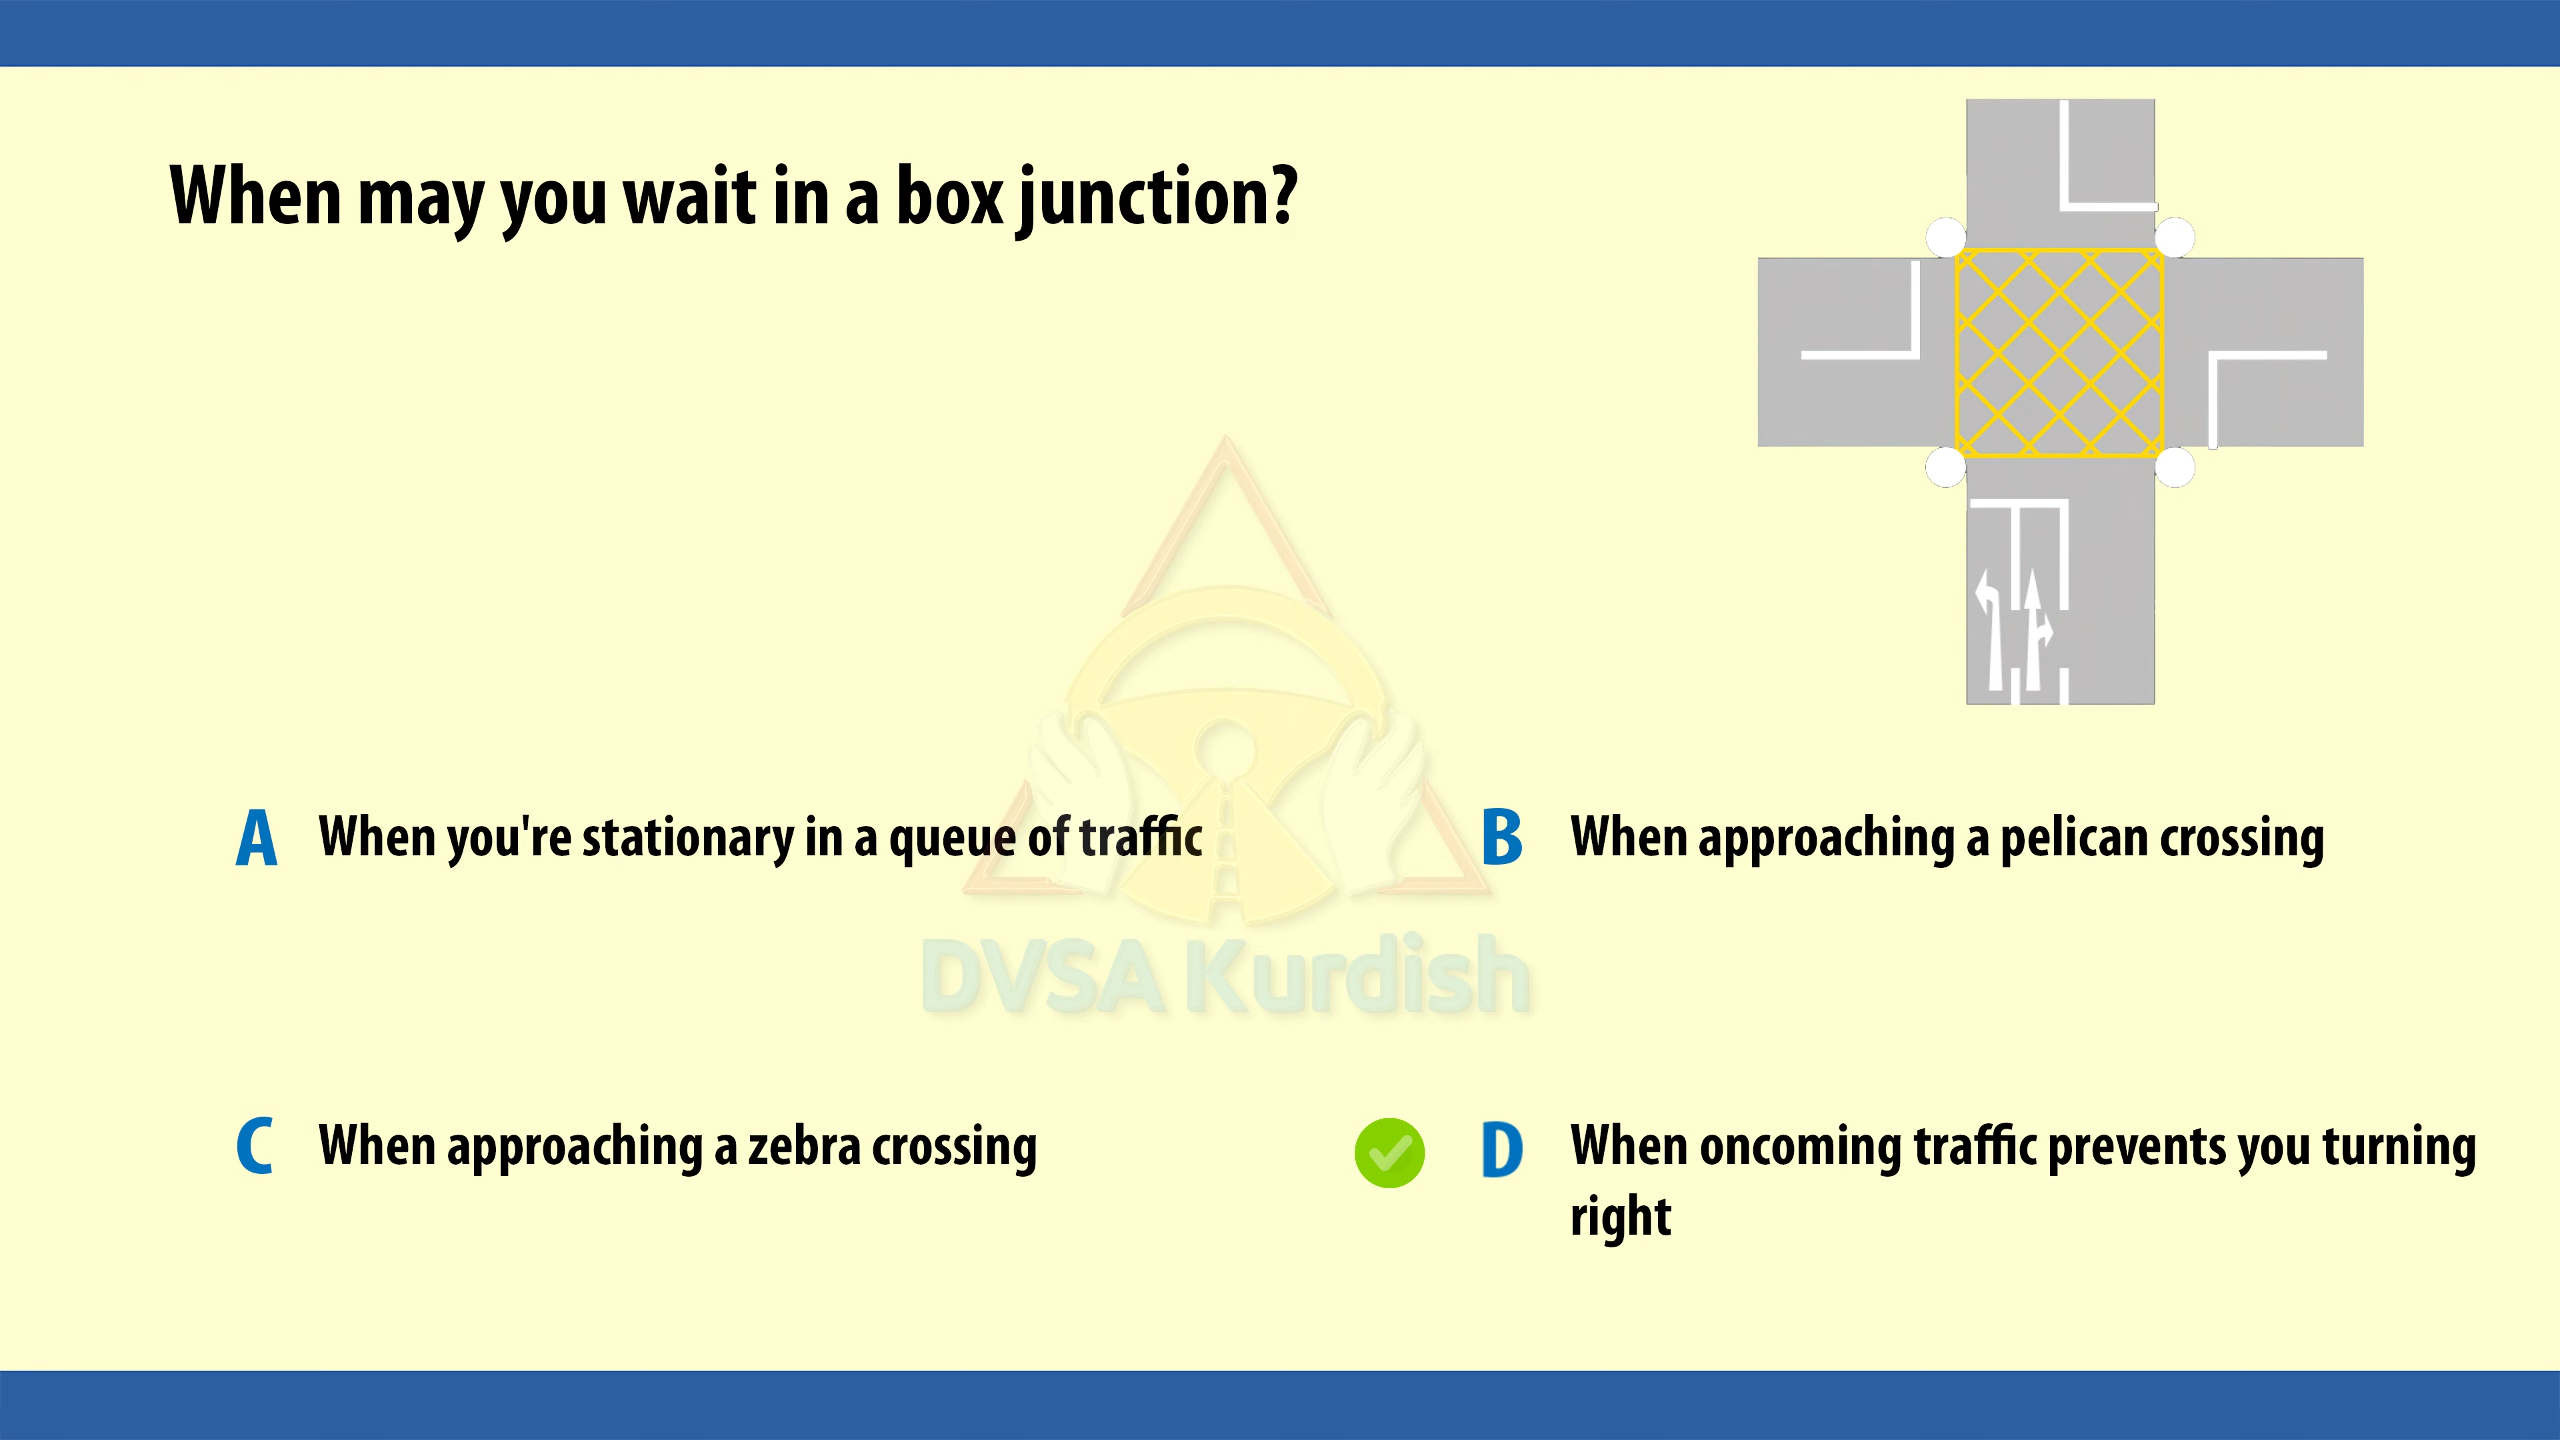 When may you wait in a box junction?
A When you're stationary in a queue of traffic
B When approaching a pelican crossing
DVSA Kurdish
C When approaching a zebra crossing
D When oncoming traffic prevents you turning
right